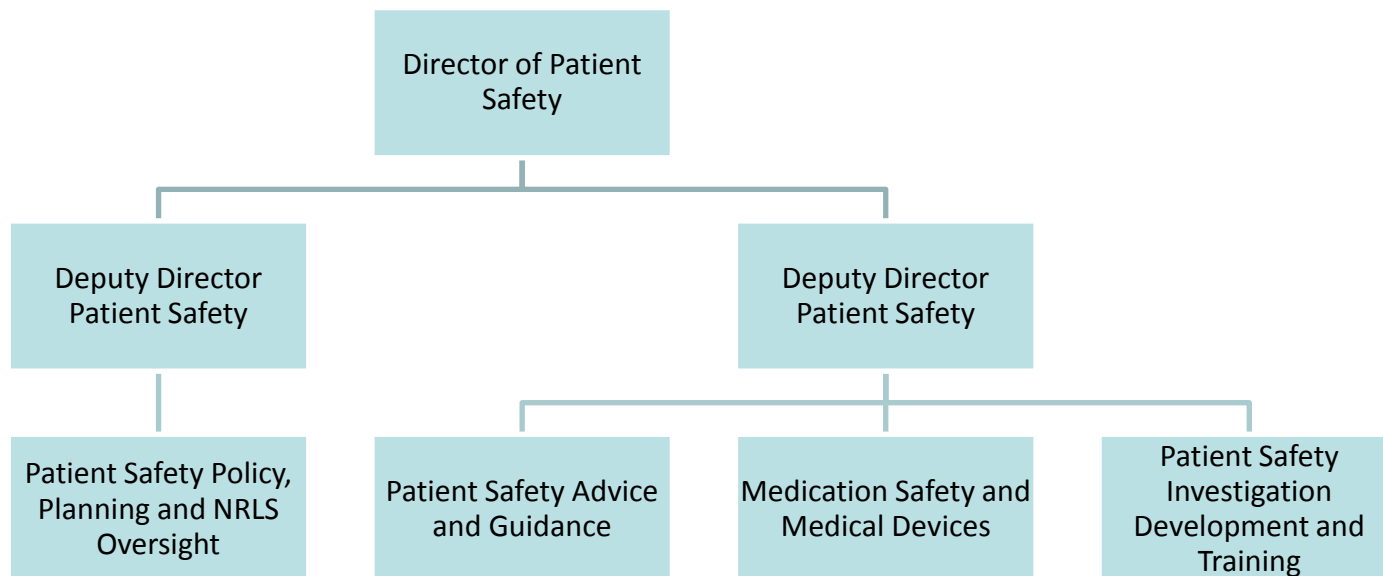 Director of Patient
Safety
Deputy Director
Patient Safety
Deputy Director
Patient Safety
Patient Safety Policy,
Planning and NRLS
Oversight
Patient Safety Advice
and Guidance
Medication Safety and
Medical Devices
Patient Safety
Investigation
Development and
Training